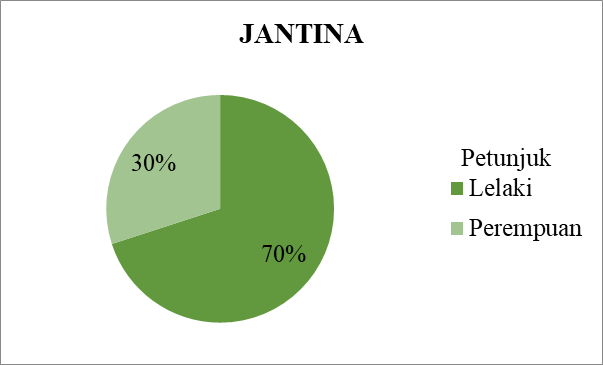 JANTINA
30%
70%
Petunjuk
Lelaki
Perempuan